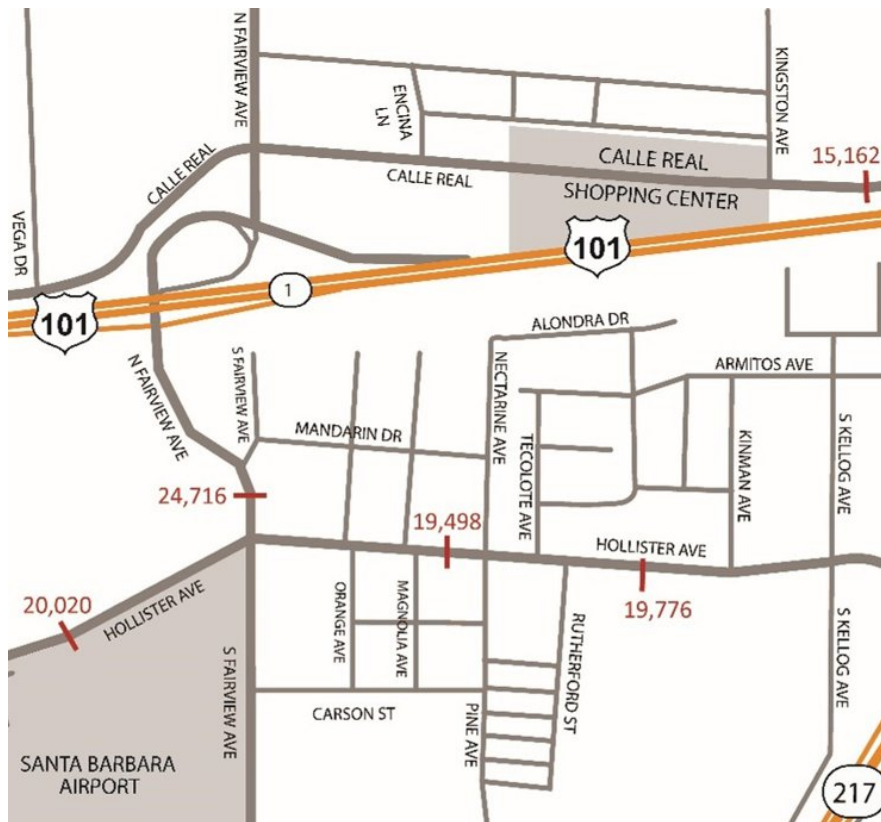 N FAIRVIEW AVE
KINGSTON AVE
ENCINA
LN
CALLE REAL
15,162
CALLE REAL
CALLE REAL
SHOPPING CENTER
VEGA DR
101
1
101
ALONDRA DR
N FAIRVIEW AVE
S FAIRVIEW AVE
NECTARINE AVE
ARMITOS AVE
MANDARIN DR
TECOLOTE AVE
KINMAN AVE
S KELLOG AVE
24,716
19,498
HOLLISTER AVE
20,020
HOLLISTER AVE
19,776
ORANGE AVE
MAGNOLIA AVE
RUTHERFORD ST
S KELLOG AVE
S FAIRVIEW AVE
CARSON ST
PINE AVE
SANTA BARBARA
AIRPORT
217